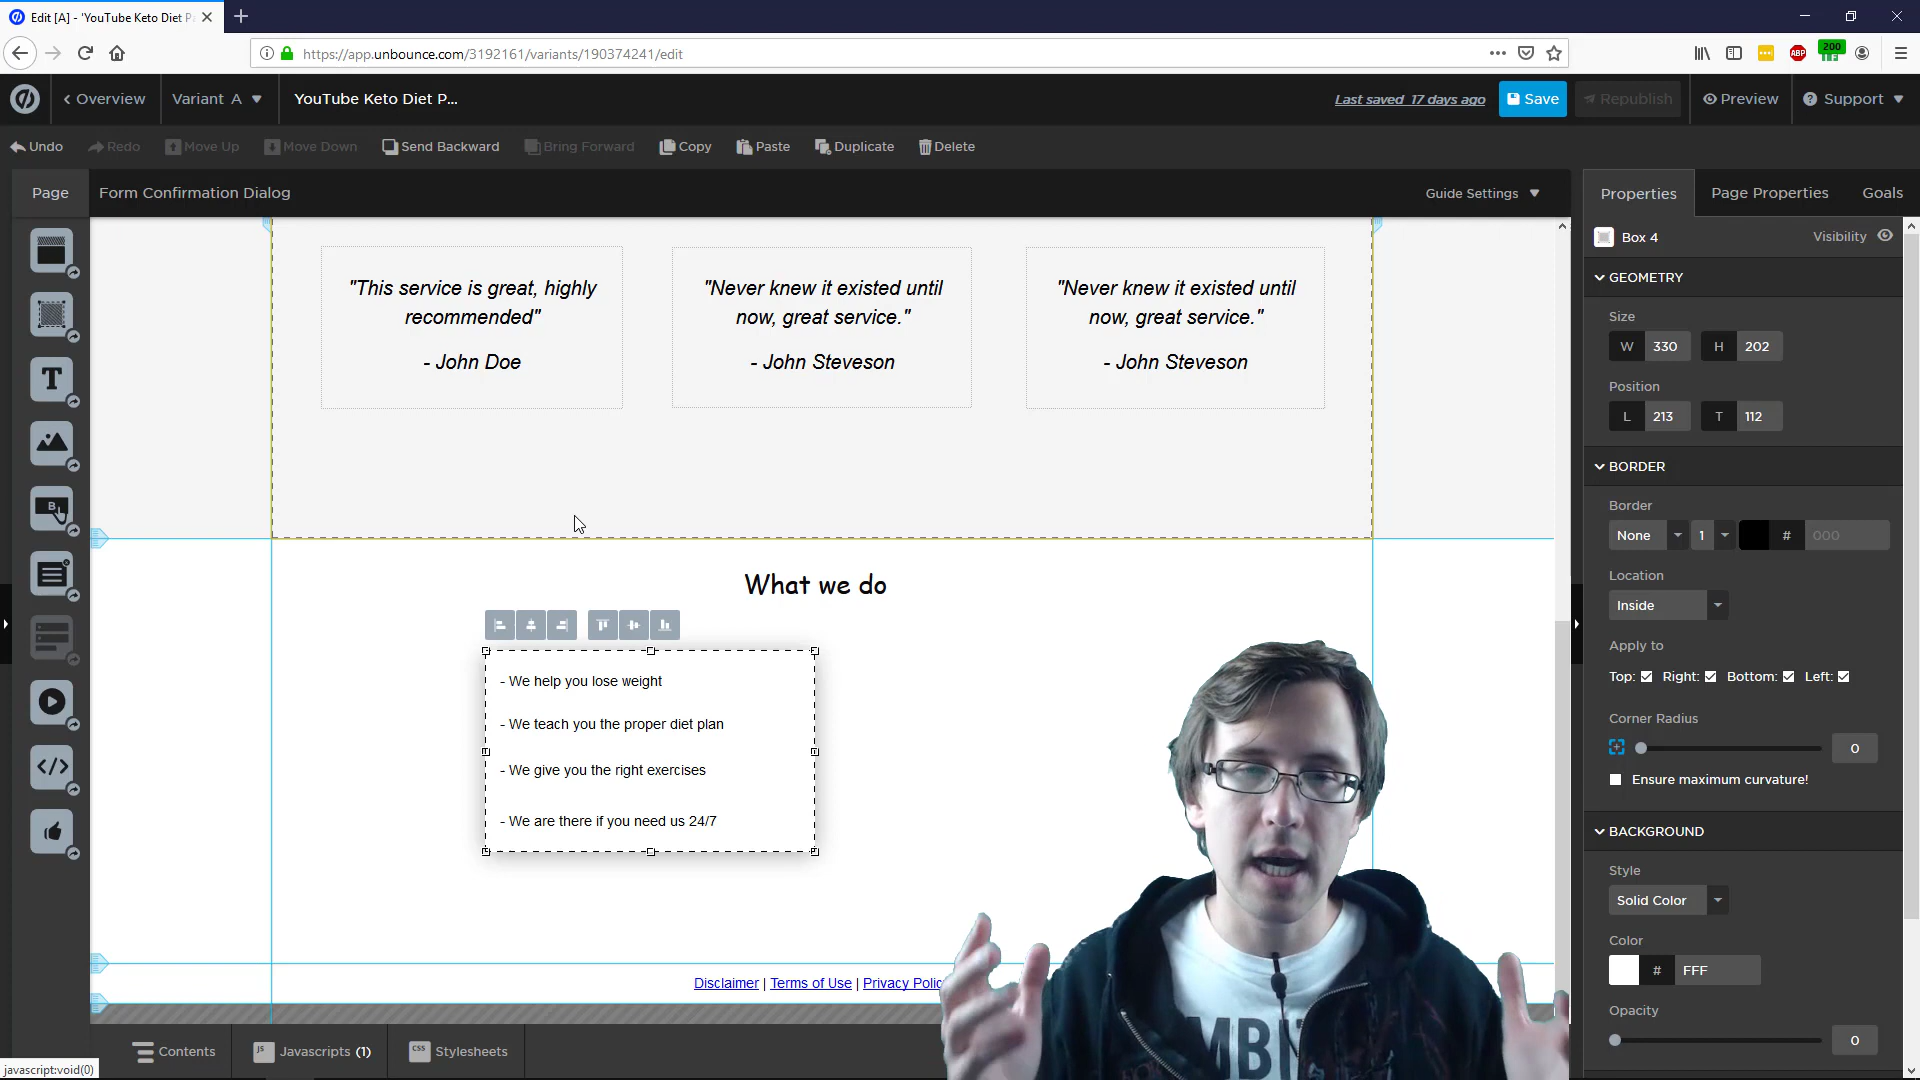 Edit [A] - 'YouTube Keto Diet P
https://app.unbounce.com/3192161/variants/190374241/edit
ABP
200
Overview
Variant A
YouTube Keto Diet P...
Last saved 17 days ago
Save
Republish
Preview
Support
Undo
Redo
Move Up
Move Down
Send Backward
Bring Forward
Copy
Paste
Duplicate
Delete
Page
Form Confirmation Dialog
Guide Settings
Properties
Page Properties
Goals
Box 4
Visibility
GEOMETRY
Size
W 330 H 202
Position
L 213 T 112
BORDER
Border
None 1 # 000
Location
Inside
Apply to
Top: Right: Bottom: Left:
Corner Radius
0
Ensure maximum curvature!
BACKGROUND
Style
Solid Color
Color
# FFF
Opacity
0
"This service is great, highly
recommended"
- John Doe
"Never knew it existed until
now, great service."
- John Steveson
"Never knew it existed until
now, great service."
- John Steveson
What we do
- We help you lose weight
- We teach you the proper diet plan
- We give you the right exercises
- We are there if you need us 24/7
Disclaimer | Terms of Use | Privacy Polic
Contents
JS Javascripts (1)
CSS Stylesheets
javascript:void(0)